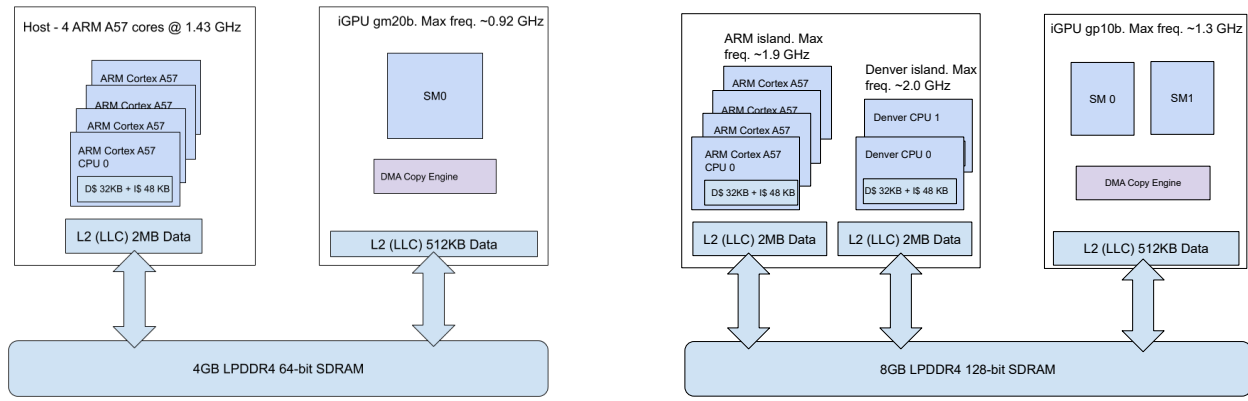 Host - 4 ARM A57 cores @ 1.43 GHz
ARM Cortex A57
ARM Cortex A57
ARM Cortex A57
ARM Cortex A57
CPU 0
D$ 32KB + I$ 48 KB
L2 (LLC) 2MB Data
iGPU gm20b. Max freq. ~0.92 GHz
SM0
DMA Copy Engine
L2 (LLC) 512KB Data
4GB LPDDR4 64-bit SDRAM
ARM island. Max
freq. ~1.9 GHz
ARM Cortex A57
ARM Cortex A57
ARM Cortex A57
ARM Cortex A57
CPU 0
D$ 32KB + I$ 48 KB
L2 (LLC) 2MB Data
Denver island. Max
freq. ~2.0 GHz
Denver CPU 1
Denver CPU 0
D$ 32KB + I$ 48 KB
L2 (LLC) 2MB Data
iGPU gp10b. Max freq. ~1.3 GHz
SM 0
SM1
DMA Copy Engine
L2 (LLC) 512KB Data
8GB LPDDR4 128-bit SDRAM